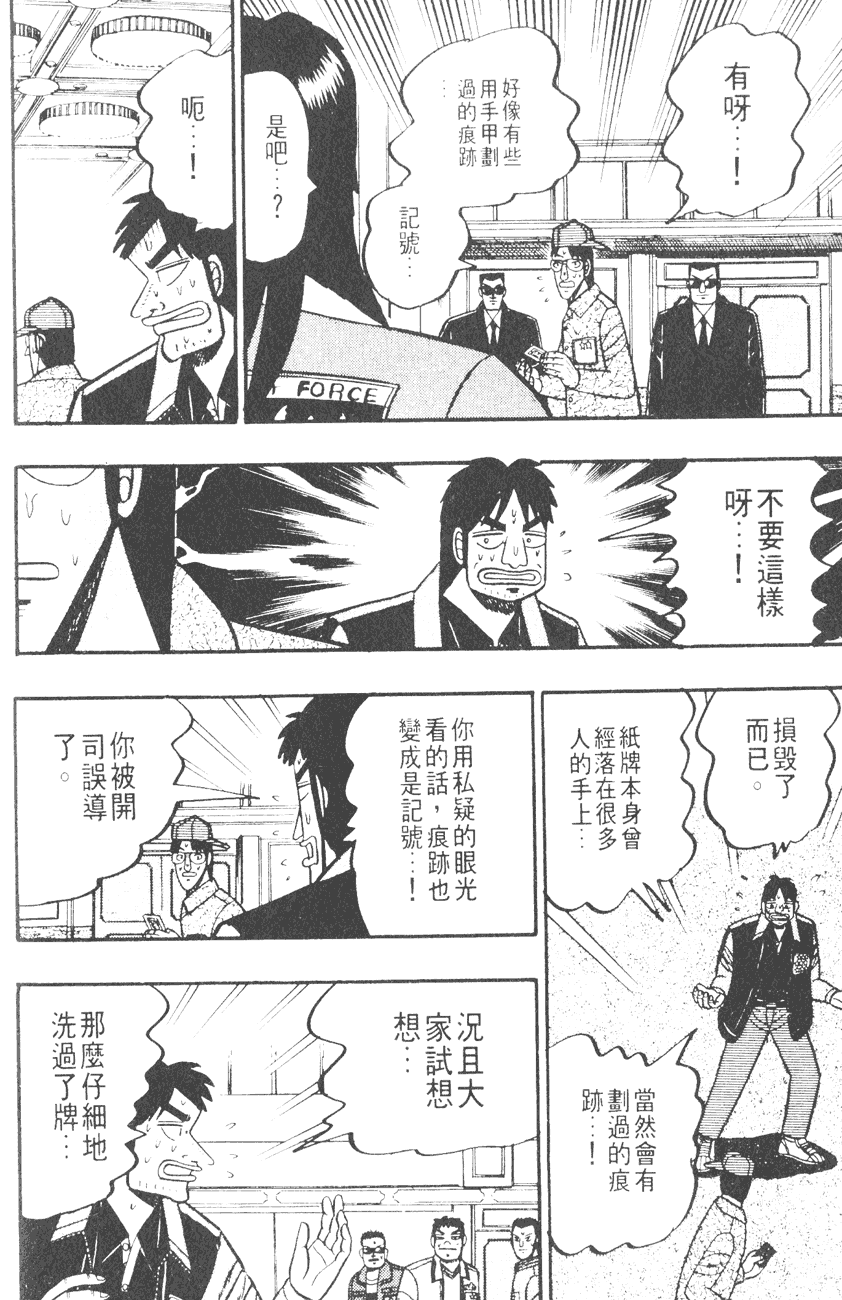 有呀…!
好像有些
用手甲劃
過的痕跡
…
記號…
是吧…?
FORCE
呃…!
不要這樣
呀…!
損毀了
而已。
紙牌本身曾
經落在很多
人的手上…
當然會有
劃過的痕
跡…!
你用私疑的眼光
看的話，痕跡也
變成是記號…!
你被開
司誤導
了。
況且大
家試想
想…
那麼仔細地
洗過了牌…